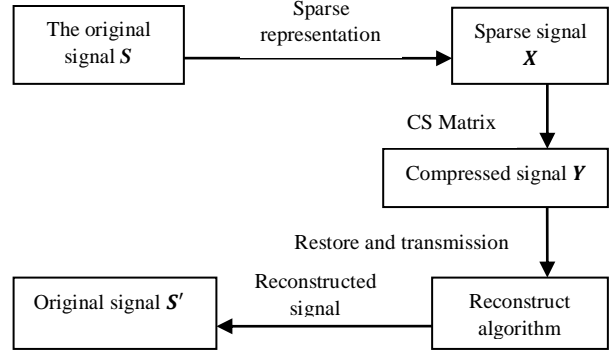 The original
signal S
Sparse
representation
Sparse signal
X
CS Matrix
Compressed signal Y
Restore and transmission
Reconstruct
algorithm
Reconstructed
signal
Original signal S′